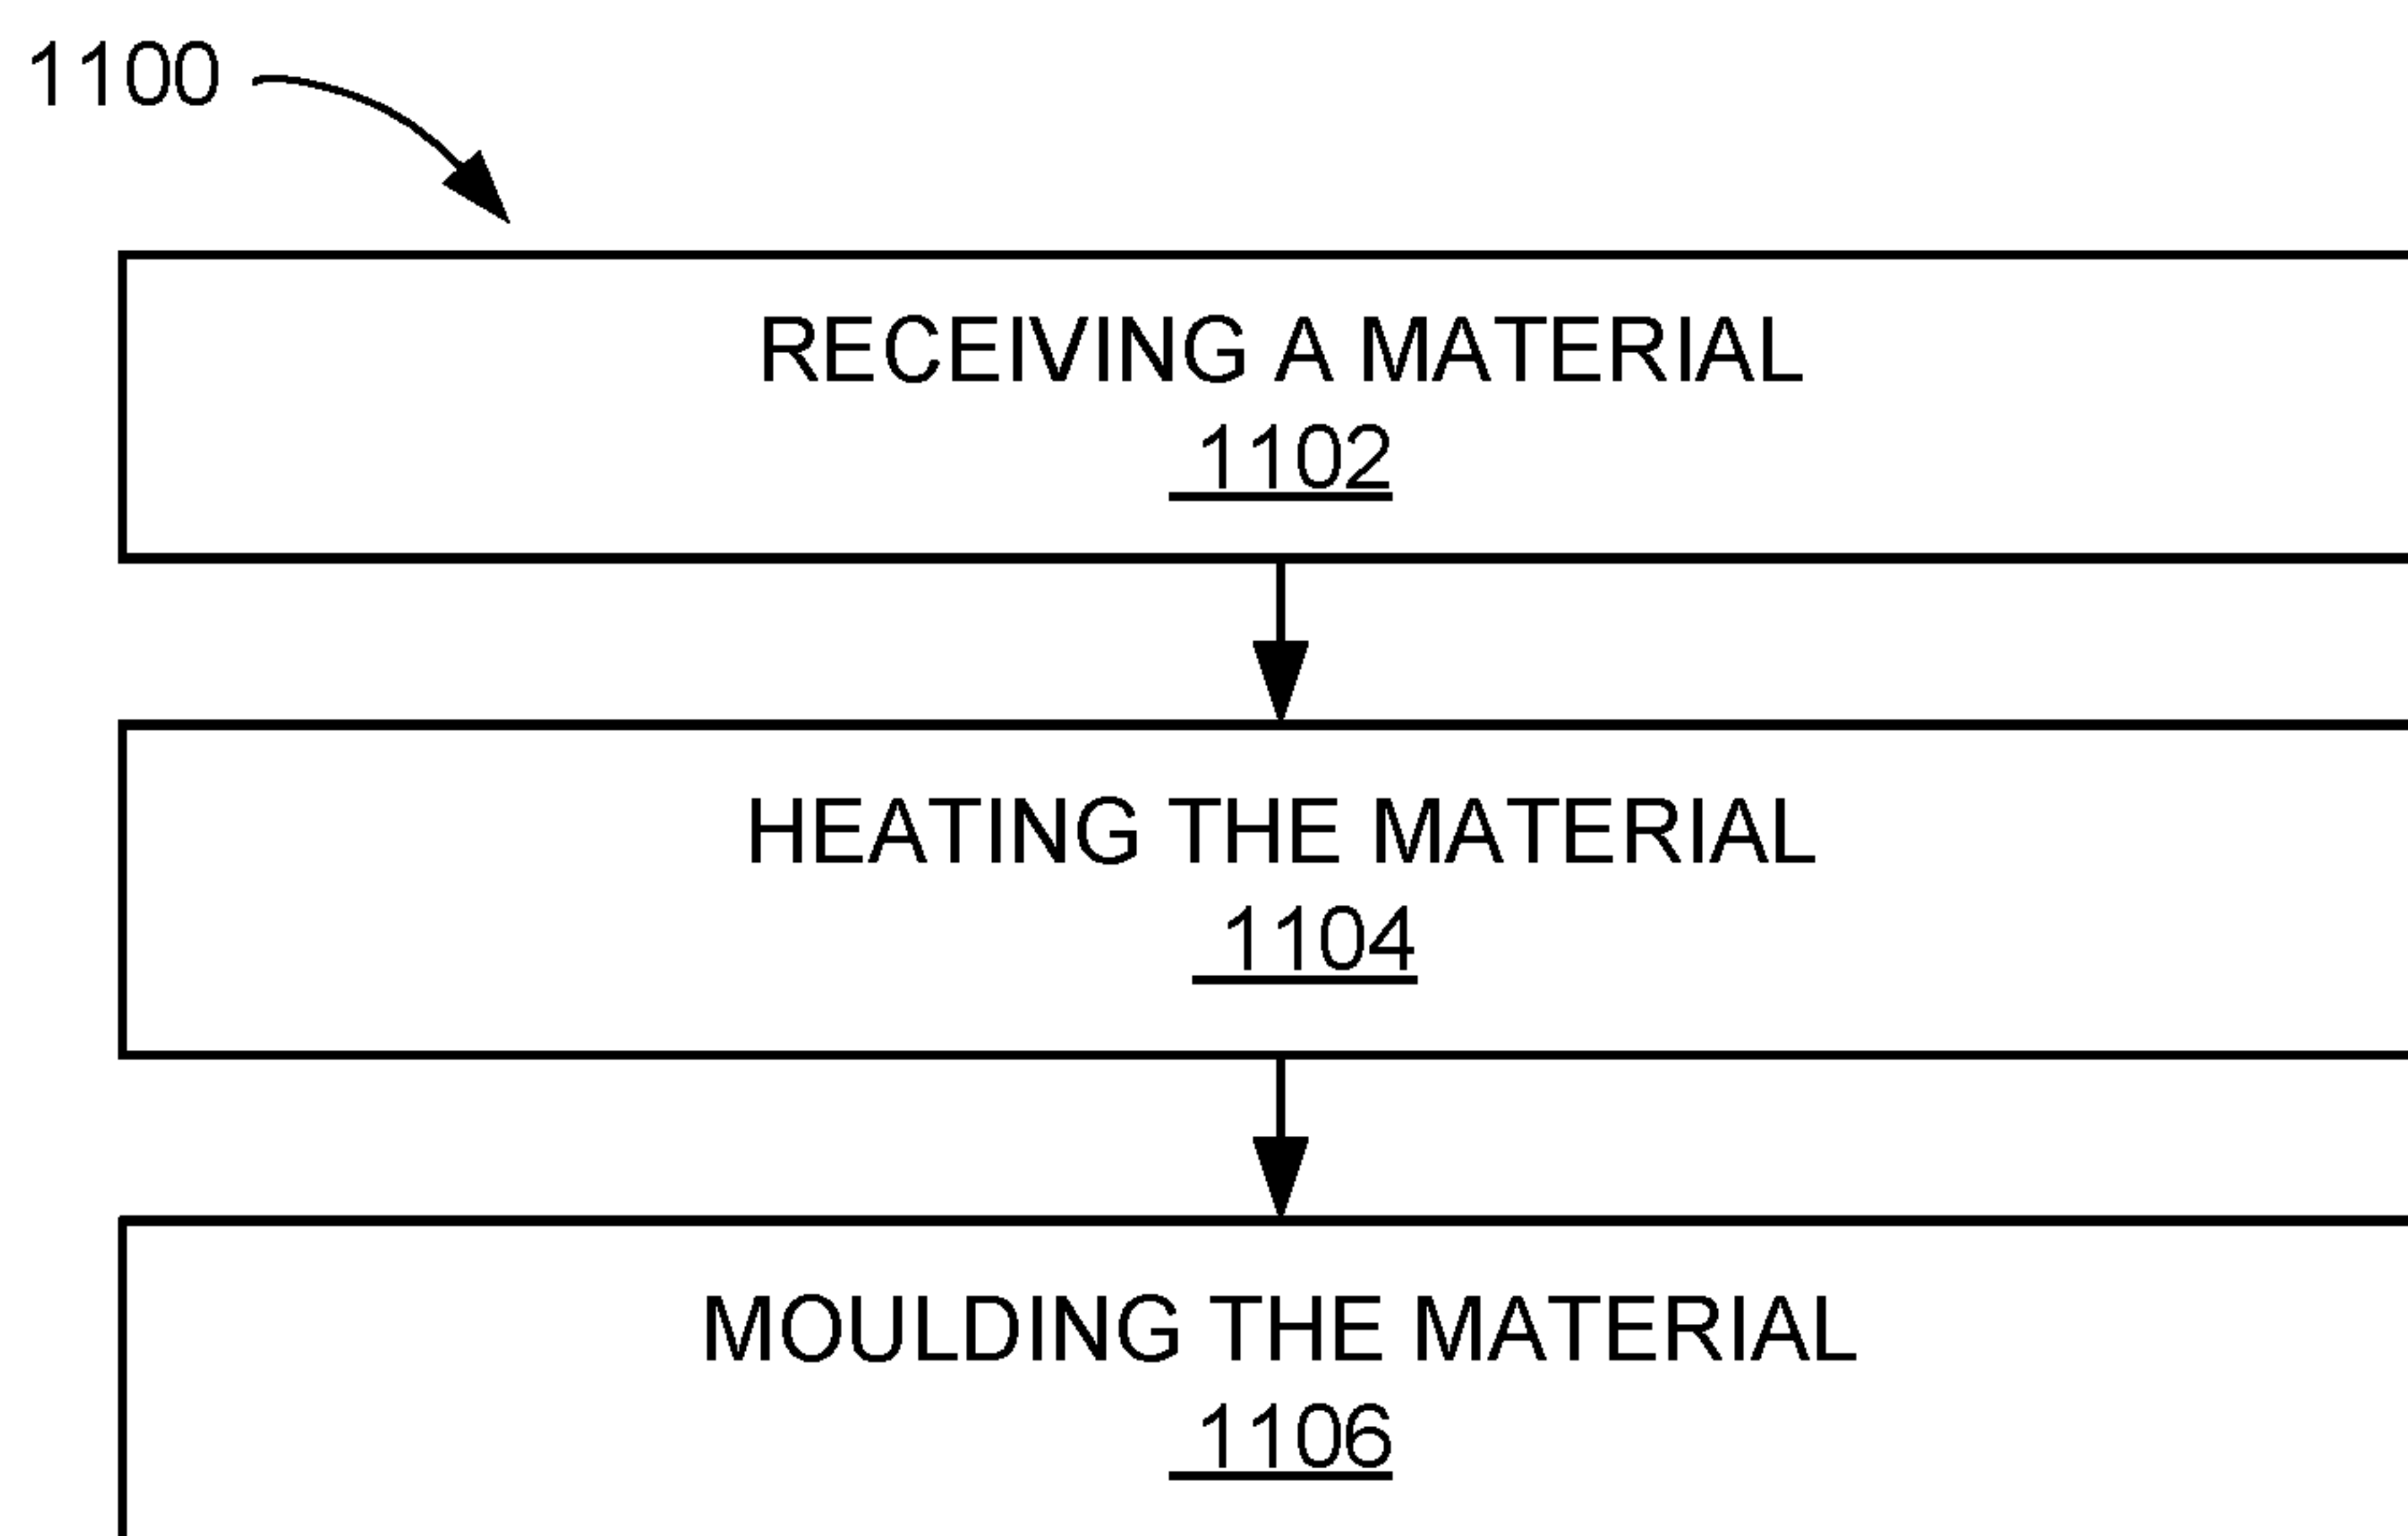 1100
RECEIVING A MATERIAL
1102
HEATING THE MATERIAL
1104
MOULDING THE MATERIAL
1106